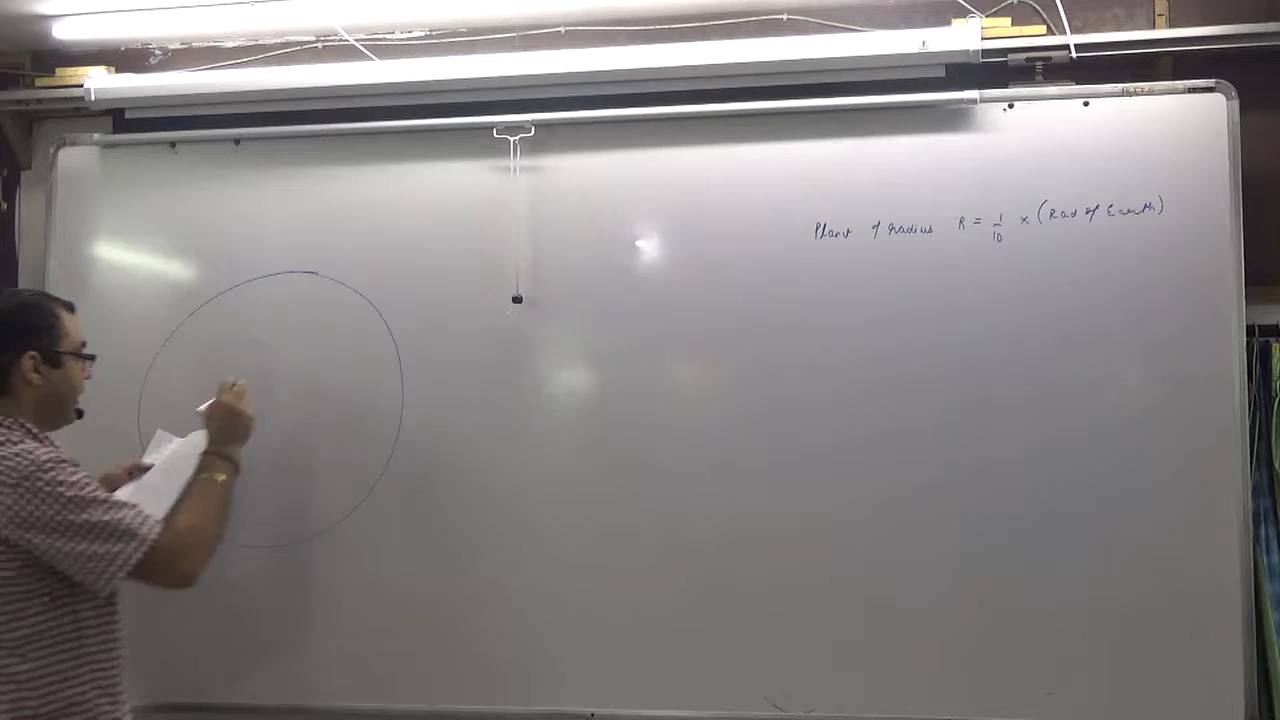 Planet of radius R = 1/10 × (Rad of Earth)